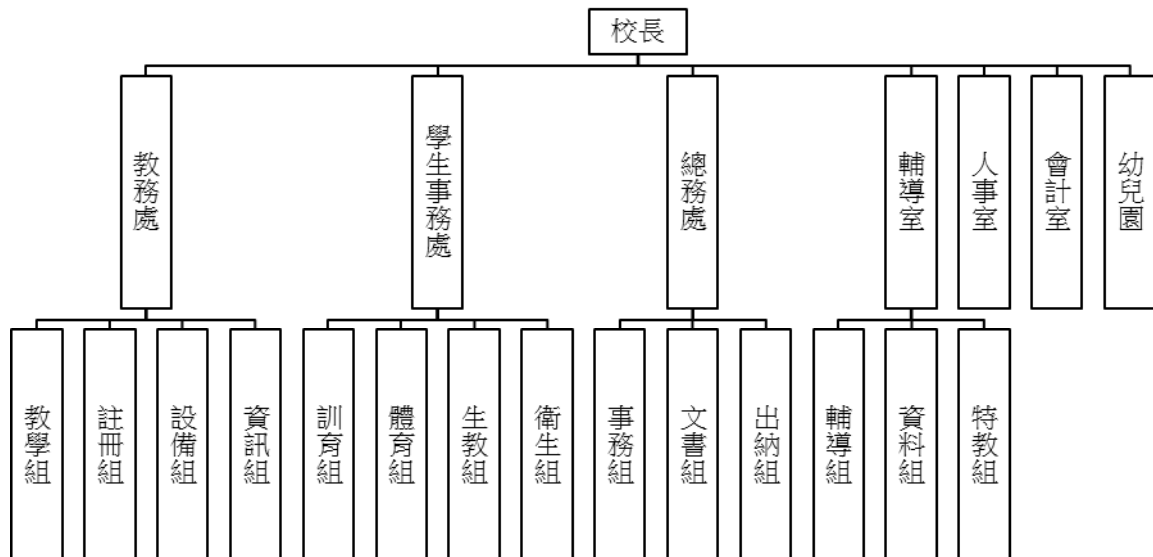 校長
教務處
學生事務處
總務處
輔導室
人事室
會計室
幼兒園
教學組
註冊組
設備組
資訊組
訓育組
體育組
生教組
衛生組
事務組
文書組
出納組
輔導組
資料組
特教組